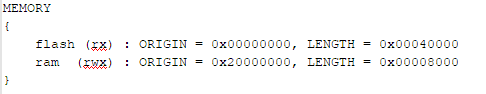 MEMORY
{
    flash (rx) : ORIGIN = 0x00000000, LENGTH = 0x00040000
    ram  (rwx) : ORIGIN = 0x20000000, LENGTH = 0x00008000
}